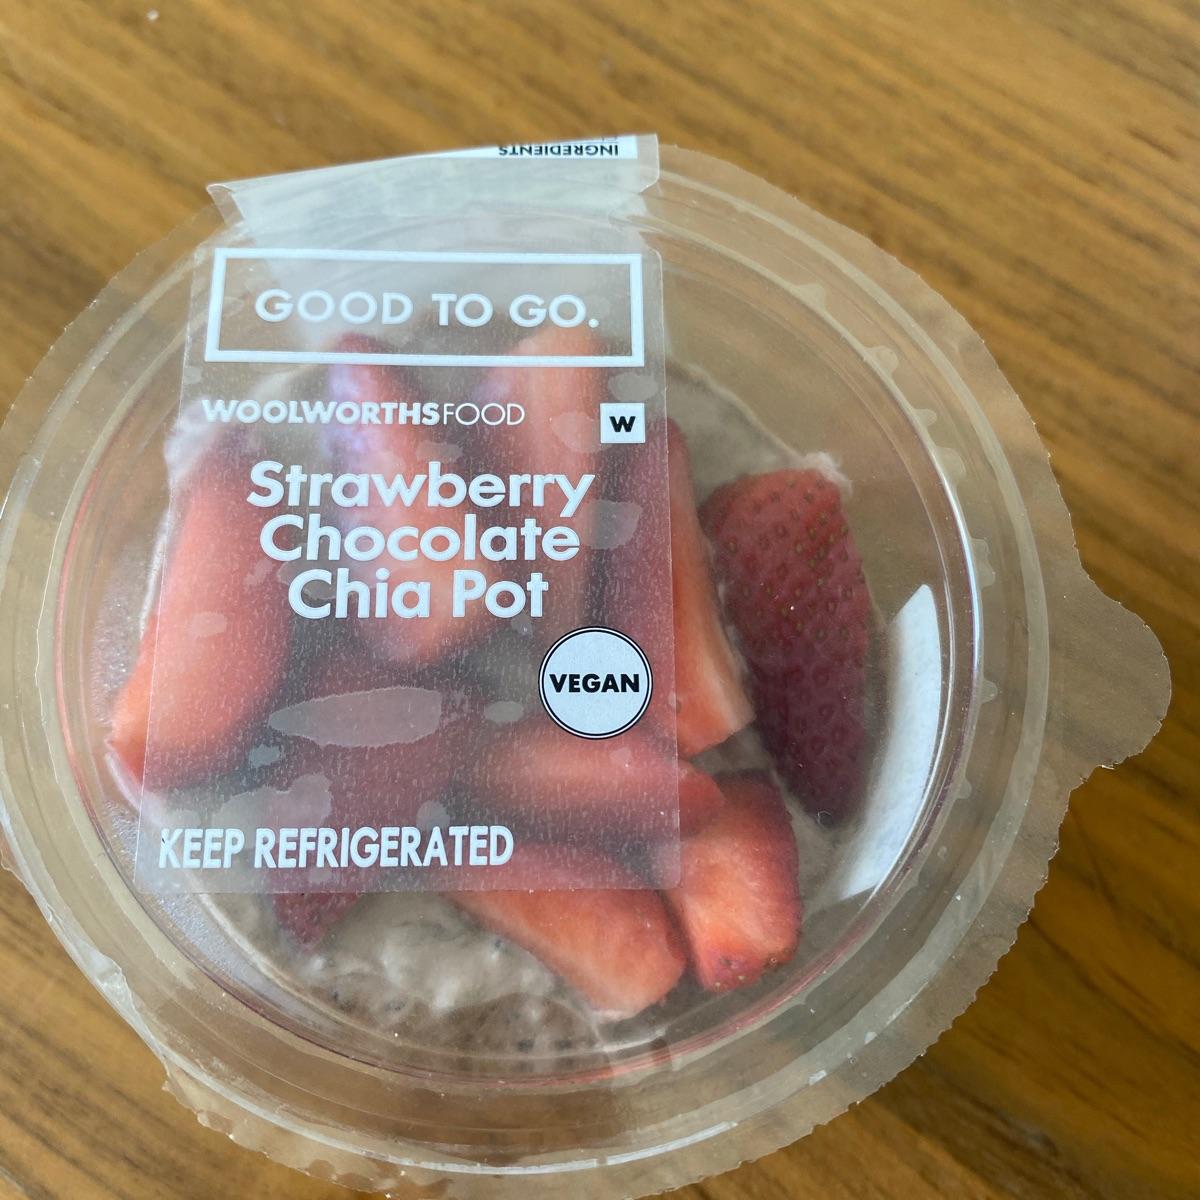 INGREDIENTS
GOOD TO GO.
WOOLWORTHSFOOD
W
Strawberry
Chocolate
Chia Pot
VEGAN
KEEP REFRIGERATED